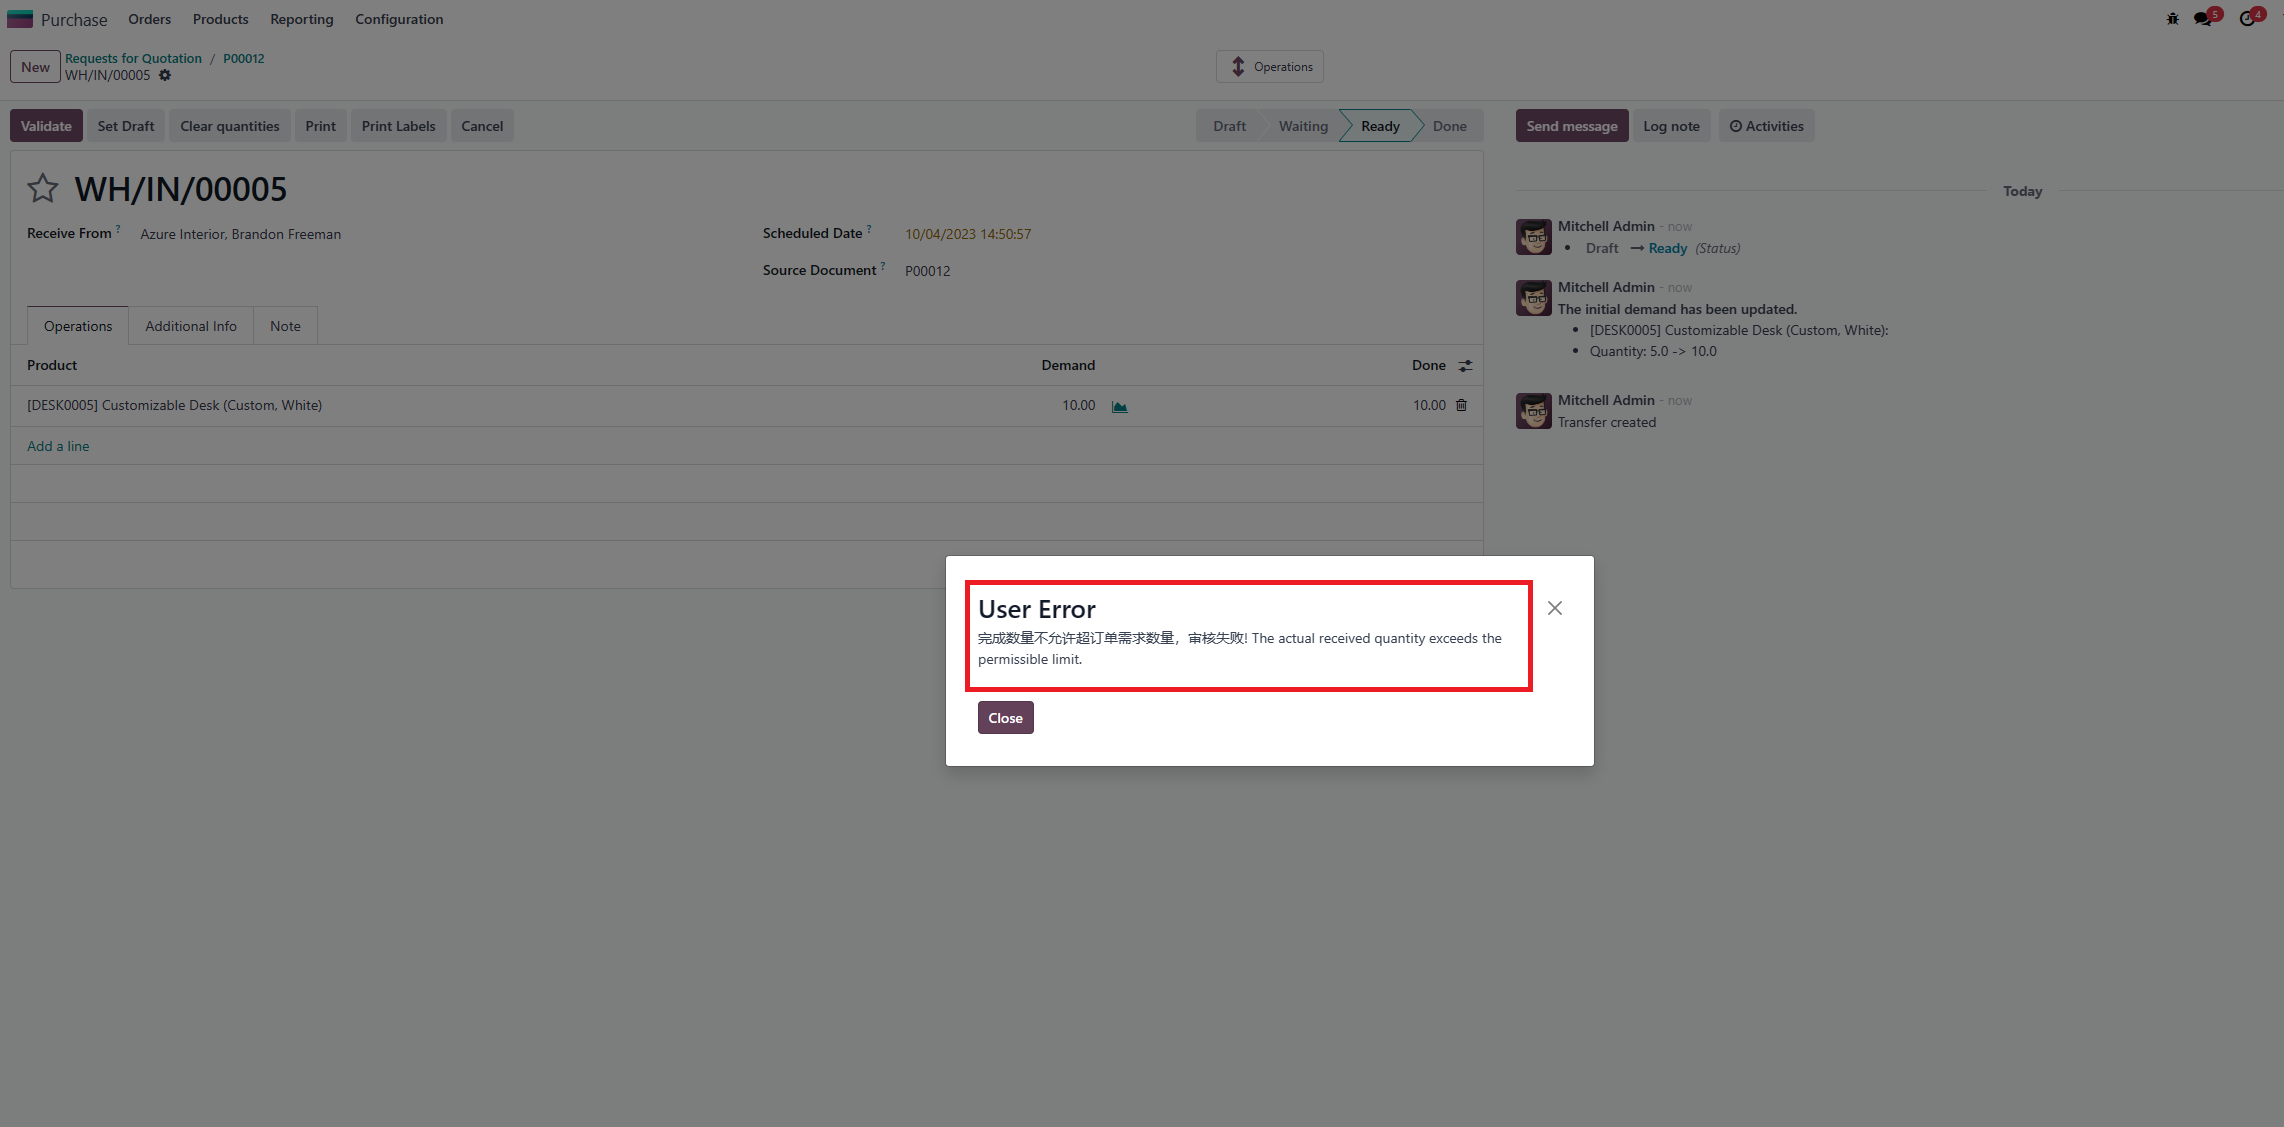 Purchase Orders Products Reporting Configuration 5 4
New Requests for Quotation / P00012
WH/IN/00005
Operations
Validate Set Draft Clear quantities Print Print Labels Cancel Draft Waiting Ready Done Send message Log note Activities
WH/IN/00005
Receive From ? Azure Interior, Brandon Freeman
Scheduled Date ? 10/04/2023 14:50:57
Source Document ? P00012
Operations Additional Info Note
Product Demand Done
[DESK0005] Customizable Desk (Custom, White) 10.00 10.00
Add a line
Today
Mitchell Admin - now
• Draft → Ready (Status)
Mitchell Admin - now
The initial demand has been updated.
• [DESK0005] Customizable Desk (Custom, White):
• Quantity: 5.0 -> 10.0
Mitchell Admin - now
Transfer created
User Error
完成数量不允许超订单需求数量，审核失败! The actual received quantity exceeds the
permissible limit.
Close